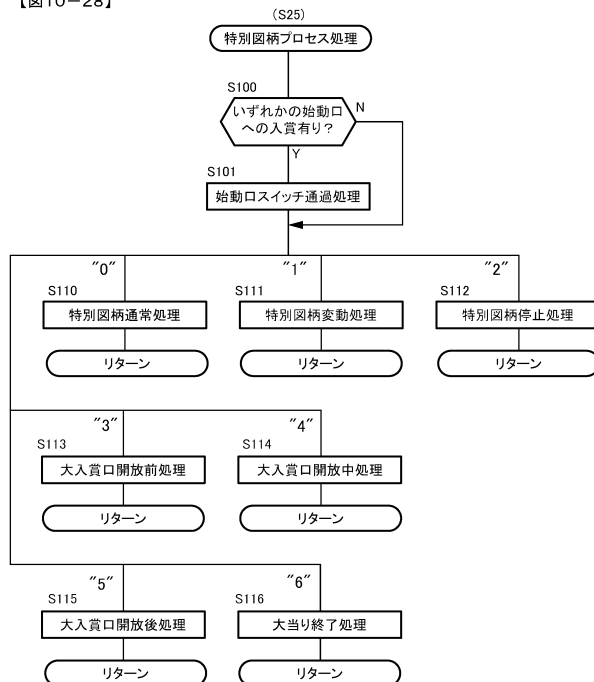 【図10-28】
(S25)
特別図柄プロセス処理
S100
いずれかの始動口
への入賞有り？
N
Y
S101
始動口スイッチ通過処理
"0"
"1"
"2"
S110
S111
S112
特別図柄通常処理
特別図柄変動処理
特別図柄停止処理
リターン
リターン
リターン
"3"
"4"
S113
S114
大入賞口開放前処理
大入賞口開放中処理
リターン
リターン
"5"
"6"
S115
S116
大入賞口開放後処理
大当り終了処理
リターン
リターン